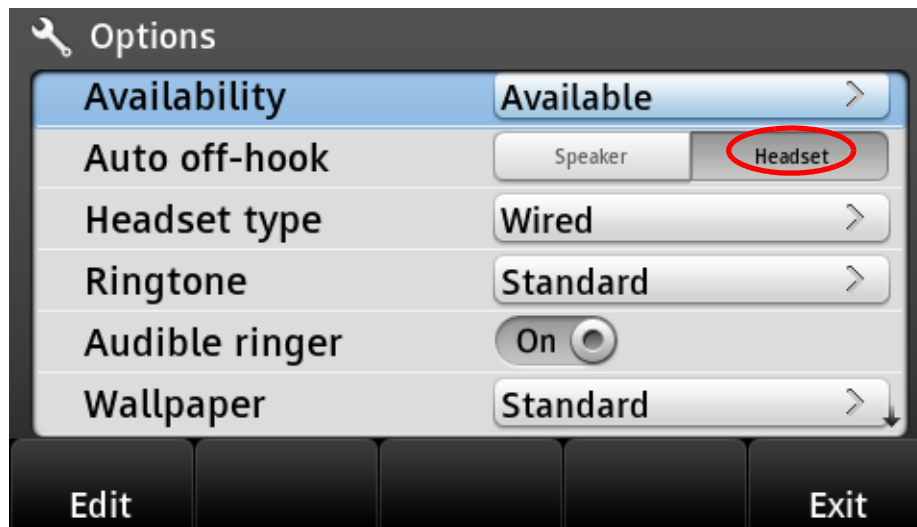 Options
Availability Available
Auto off-hook Speaker Headset
Headset type Wired
Ringtone Standard
Audible ringer On
Wallpaper Standard
Edit Exit